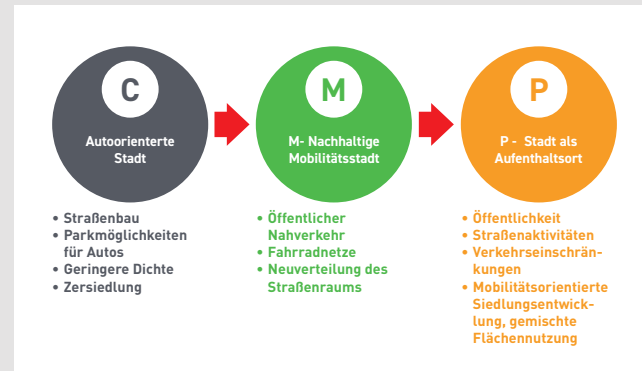 C
Autoorientierte
Stadt
• Straßenbau
• Parkmöglichkeiten
für Autos
• Geringere Dichte
• Zersiedlung
M
M- Nachhaltige
Mobilitätsstadt
• Öffentlicher
Nahverkehr
• Fahrradnetze
• Neuverteilung des
Straßenraums
P
P - Stadt als
Aufenthaltsort
• Öffentlichkeit
• Straßenaktivitäten
• Verkehrseinschrän-
kungen
• Mobilitätsorientierte
Siedlungsentwick-
lung, gemischte
Flächennutzung